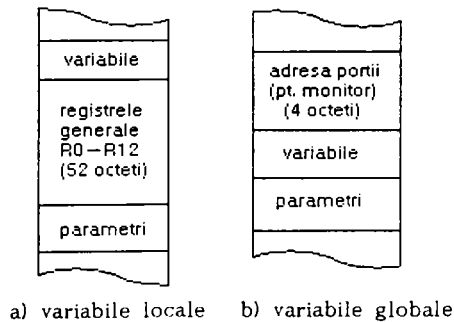 variabile
registrele
generale
R0—R12
(52 octeti)
parametri
a) variabile locale
adresa portii
(pt. monitor)
(4 octeti)
variabile
parametri
b) variabile globale